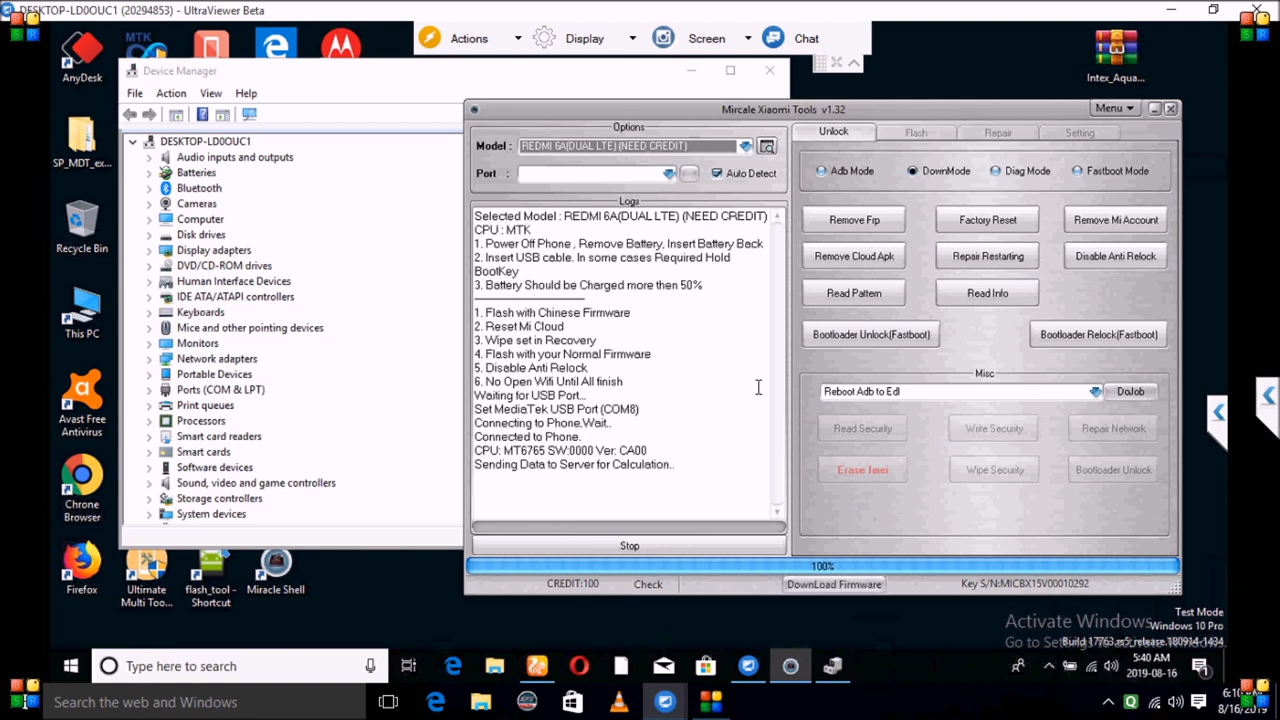 DESKTOP-LD0OUC1 (20294853) - UltraViewer Beta
Actions
Display
Screen
Chat
AnyDesk
MTK
Intex_Aqua...
Device Manager
File Action View Help
DESKTOP-LD0OUC1
Audio inputs and outputs
Batteries
Bluetooth
Cameras
Computer
Disk drives
Display adapters
DVD/CD-ROM drives
Human Interface Devices
IDE ATA/ATAPI controllers
Keyboards
Mice and other pointing devices
Monitors
Network adapters
Portable Devices
Ports (COM & LPT)
Print queues
Processors
Smart card readers
Smart cards
Software devices
Sound, video and game controllers
Storage controllers
System devices
SP_MDT_ex...
Recycle Bin
This PC
Avast Free
Antivirus
Chrome
Browser
Firefox
Ultimate
Multi Too...
flash_tool -
Shortcut
Miracle Shell
Mircale Xiaomi Tools v1.32
Menu
Options
Model : REDMI 6A(DUAL LTE) (NEED CREDIT)
Port : Auto Detect
Logs
Selected Model : REDMI 6A(DUAL LTE) (NEED CREDIT)
CPU : MTK
1. Power Off Phone , Remove Battery, Insert Battery Back
2. Insert USB cable. In some cases Required Hold
BootKey
3. Battery Should be Charged more then 50%
1. Flash with Chinese Firmware
2. Reset Mi Cloud
3. Wipe set in Recovery
4. Flash with your Normal Firmware
5. Disable Anti Relock
6. No Open Wifi Until All finish
Waiting for USB Port...
Set MediaTek USB Port (COM8)
Connecting to Phone,Wait..
Connected to Phone.
CPU: MT6765 SW:0000 Ver: CA00
Sending Data to Server for Calculation..
Stop
Unlock Flash Repair Setting
Adb Mode DownMode Diag Mode Fastboot Mode
Remove Frp Factory Reset Remove Mi Account
Remove Cloud Apk Repair Restarting Disable Anti Relock
Read Pattern Read Info
Bootloader Unlock(Fastboot) Bootloader Relock(Fastboot)
Misc
Reboot Adb to Edl DoJob
Read Security Write Security Repair Network
Erase Imei Wipe Security Bootloader Unlock
100%
CREDIT:100 Check DownLoad Firmware Key S/N:MICBX15V00010292
Activate Windows
Go to Settings
Test Mode
Windows 10 Pro
Build 17763.rs5_release.180914-1434
Type here to search
5:40 AM
2019-08-16
Search the web and Windows
8/16/2019